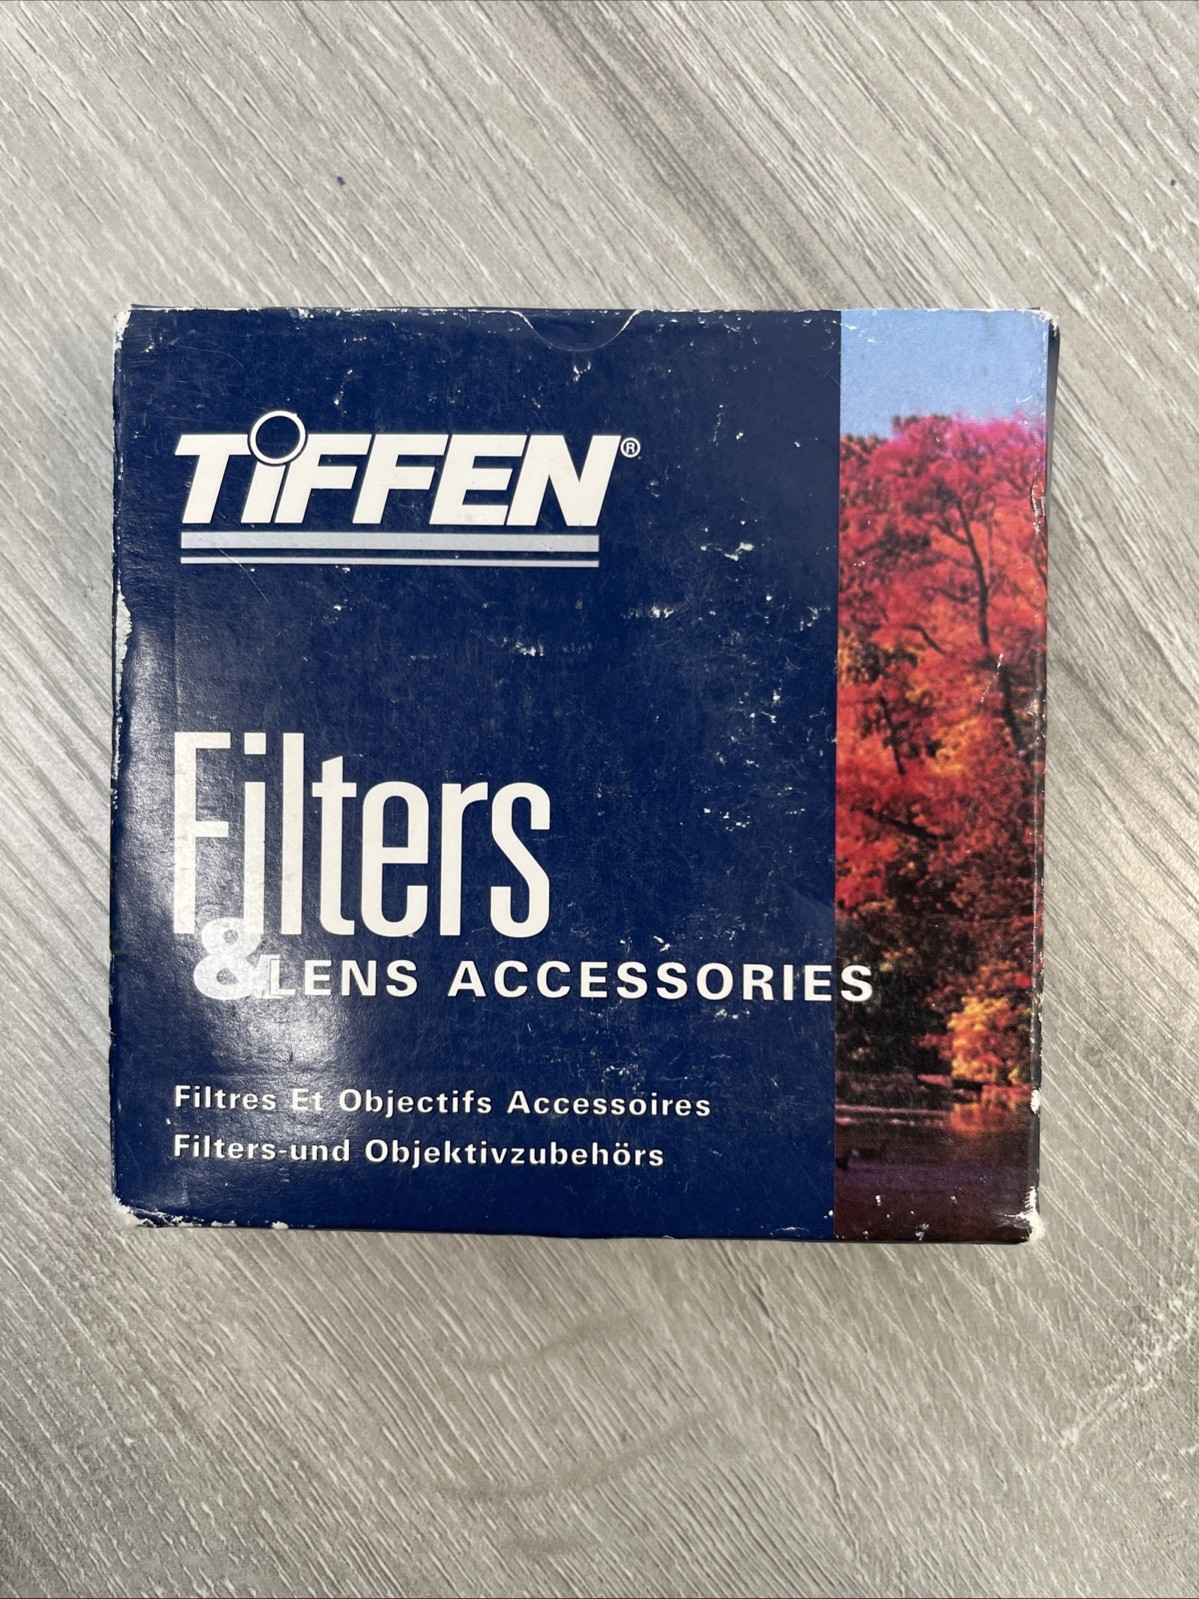 TIFFEN®
Filters
& LENS ACCESSORIES
Filtres Et Objectifs Accessoires
Filters-und Objektivzubehörs